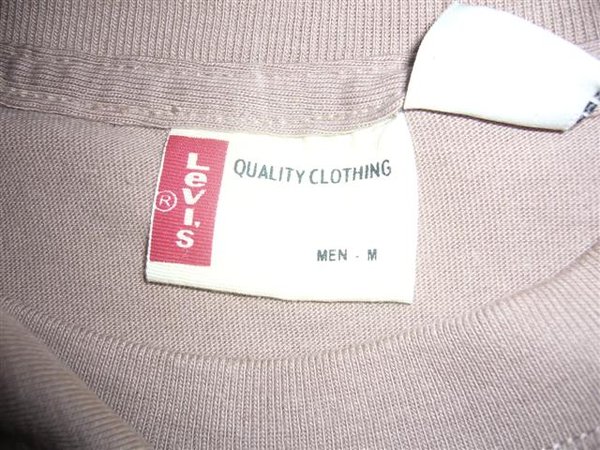 Levi's
®
QUALITY CLOTHING
MEN - M